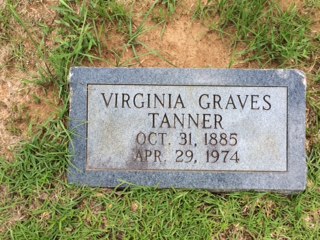 VIRGINIA GRAVES
TANNER
OCT. 31, 1885
APR. 29, 1974